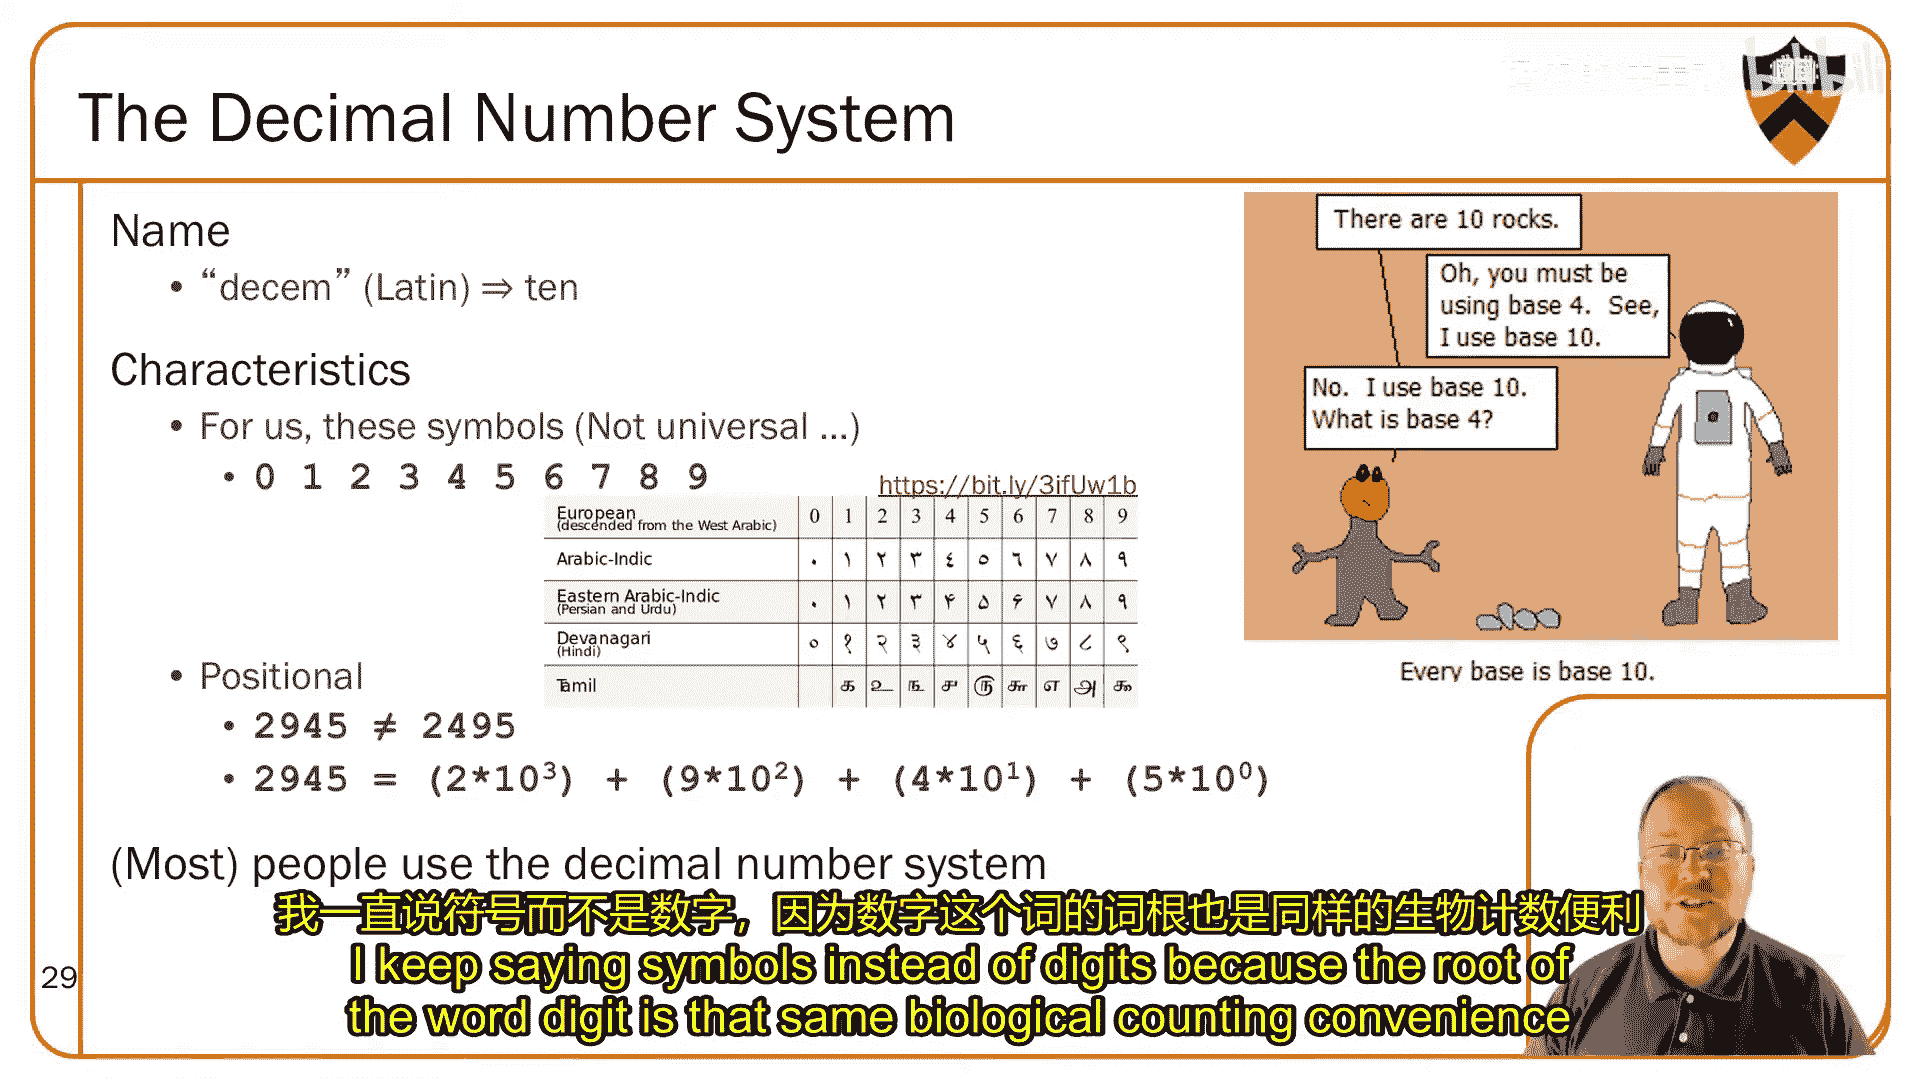 The Decimal Number System
Name
• “decem” (Latin) ⇒ ten
Characteristics
• For us, these symbols (Not universal ...)
• 0 1 2 3 4 5 6 7 8 9
https://bit.ly/3ifUw1b
European 0 1 2 3 4 5 6 7 8 9
(descended from the West Arabic)
Arabic-Indic ٠ ١ ٢ ٣ ٤ ٥ ٦ ٧ ٨ ٩
Eastern Arabic-Indic ۰ ۱ ۲ ۳ ۴ ۵ ۶ ۷ ۸ ۹
(Persian and Urdu)
Devanagari ० १ २ ३ ४ ५ ६ ७ ८ ९
(Hindi)
Tamil ௧ ௨ ௩ ௪ ௫ ௬ ௭ ௮ ௯
• Positional
• 2945 ≠ 2495
• 2945 = (2*10³) + (9*10²) + (4*10¹) + (5*10⁰)
(Most) people use the decimal number system
There are 10 rocks.
Oh, you must be
using base 4. See,
I use base 10.
No. I use base 10.
What is base 4?
Every base is base 10.
我一直说符号而不是数字，因为数字这个词的词根也是同样的生物计数便利
I keep saying symbols instead of digits because the root of
the word digit is that same biological counting convenience
29
bilibili